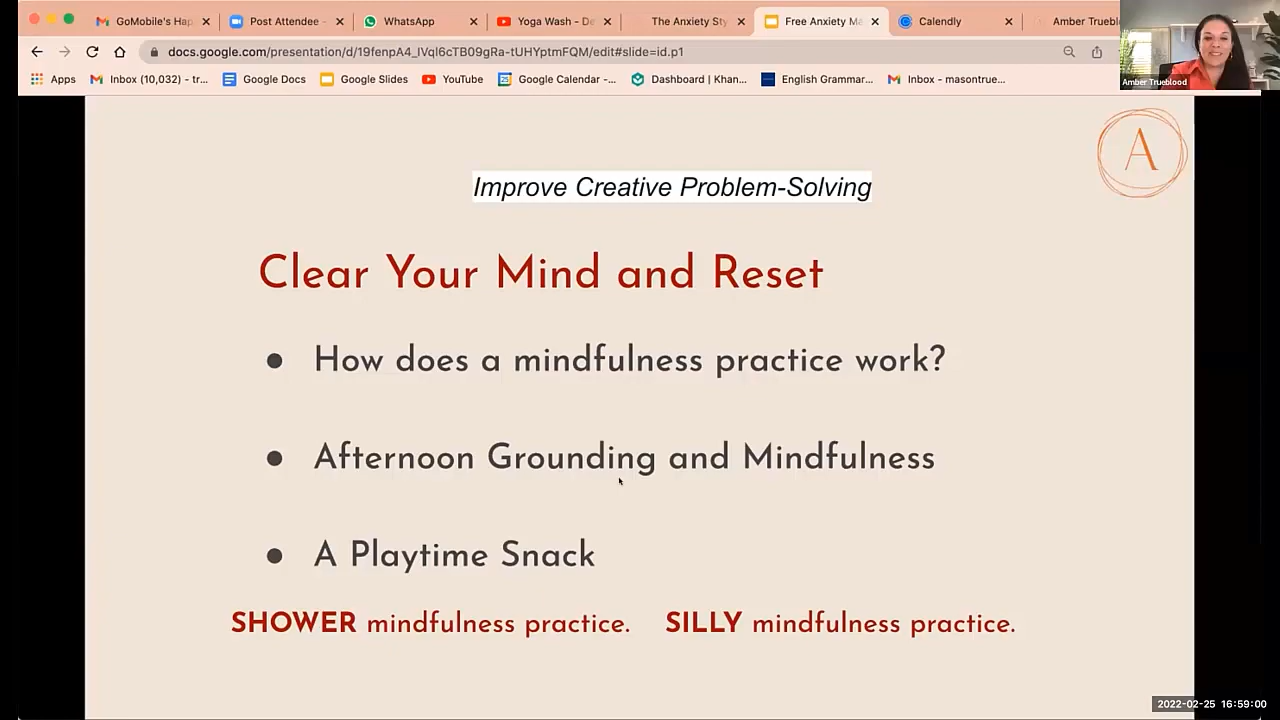 GoMobile's Hap
Post Attendee -
WhatsApp
Yoga Wash - De
The Anxiety Sty
Free Anxiety Ma
Calendly
Amber Truebl
docs.google.com/presentation/d/19fenpA4_IVql6cTB09gRa-tUHYptmFQM/edit#slide=id.p1
Apps
Inbox (10,032) - tr...
Google Docs
Google Slides
YouTube
Google Calendar -...
Dashboard | Khan...
English Grammar...
Inbox - masontrue...
Amber Trueblood
A
Improve Creative Problem-Solving
Clear Your Mind and Reset
● How does a mindfulness practice work?
● Afternoon Grounding and Mindfulness
● A Playtime Snack
SHOWER mindfulness practice. SILLY mindfulness practice.
2022-02-25 16:59:00